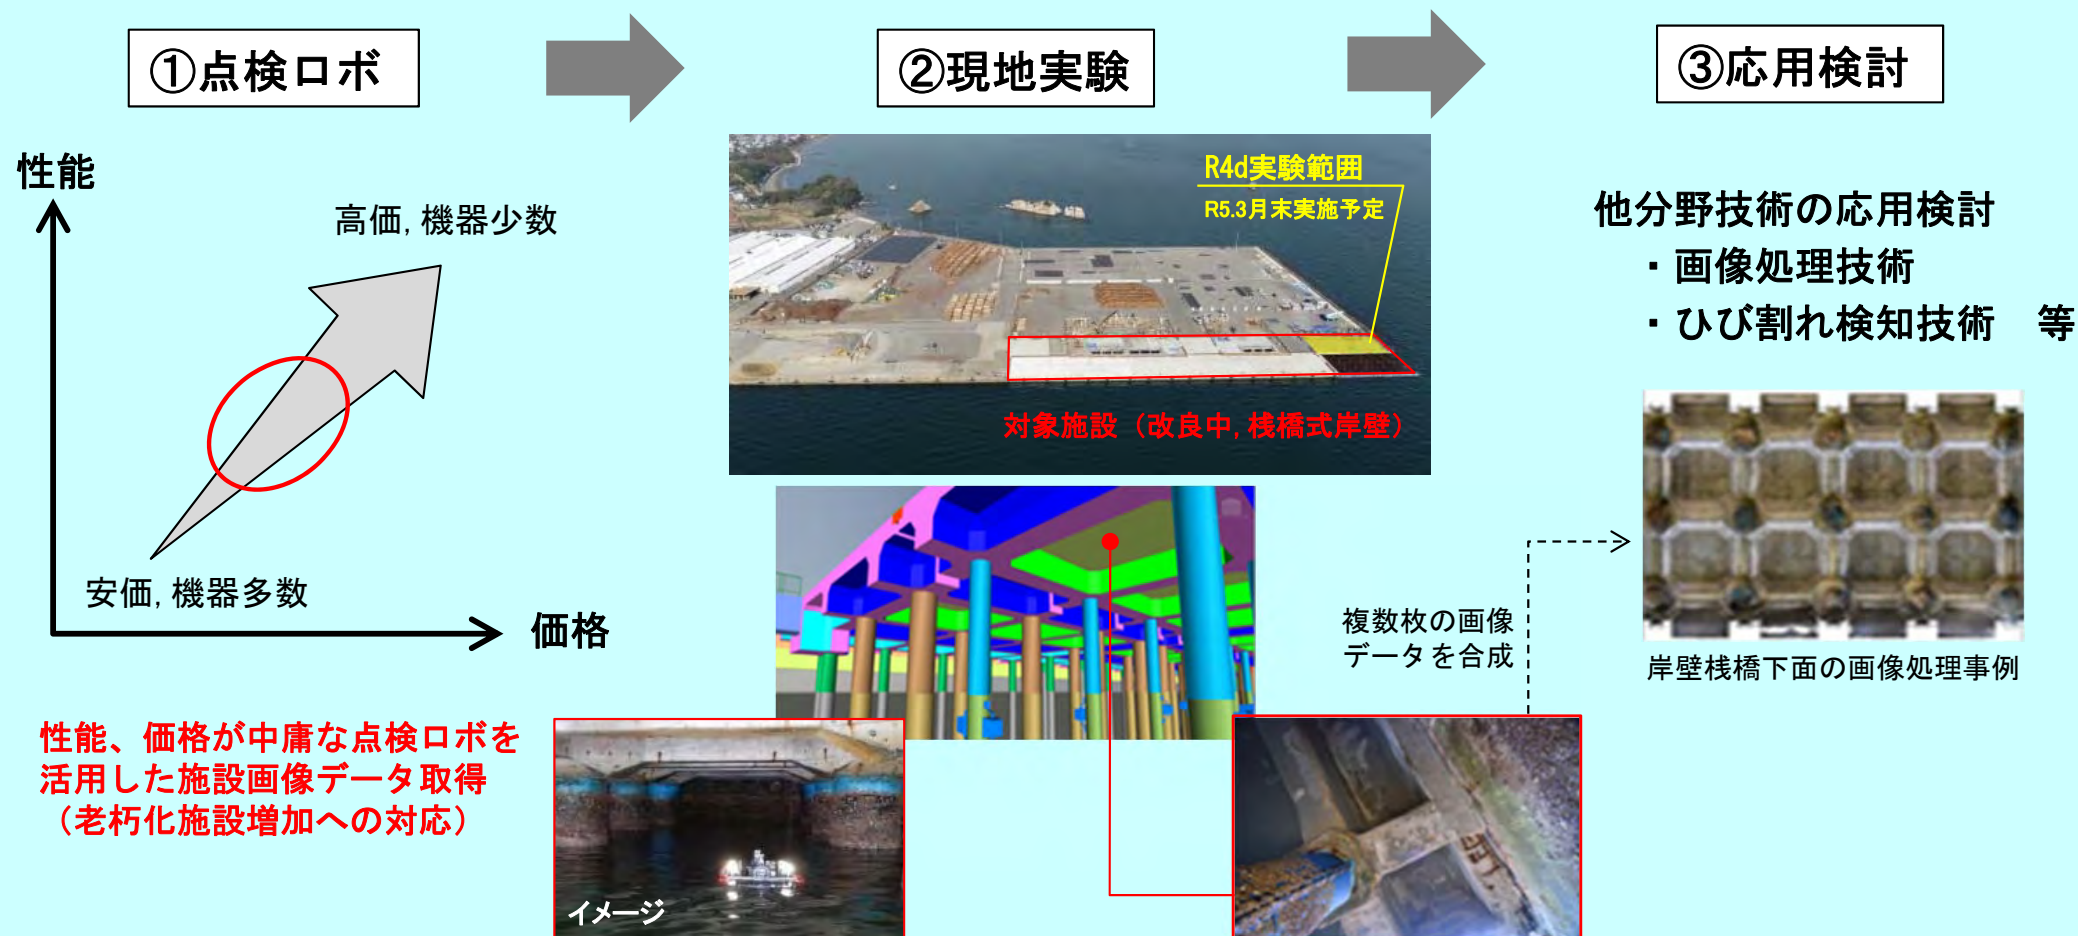 ①点検ロボ
②現地実験
③応用検討
性能
高価,機器少数
安価,機器多数
価格
性能、価格が中庸な点検ロボを
活用した施設画像データ取得
（老朽化施設増加への対応）
R4d実験範囲
R5.3月末実施予定
対象施設（改良中,桟橋式岸壁）
イメージ
複数枚の画像
データを合成
他分野技術の応用検討
・画像処理技術
・ひび割れ検知技術　等
岸壁桟橋下面の画像処理事例